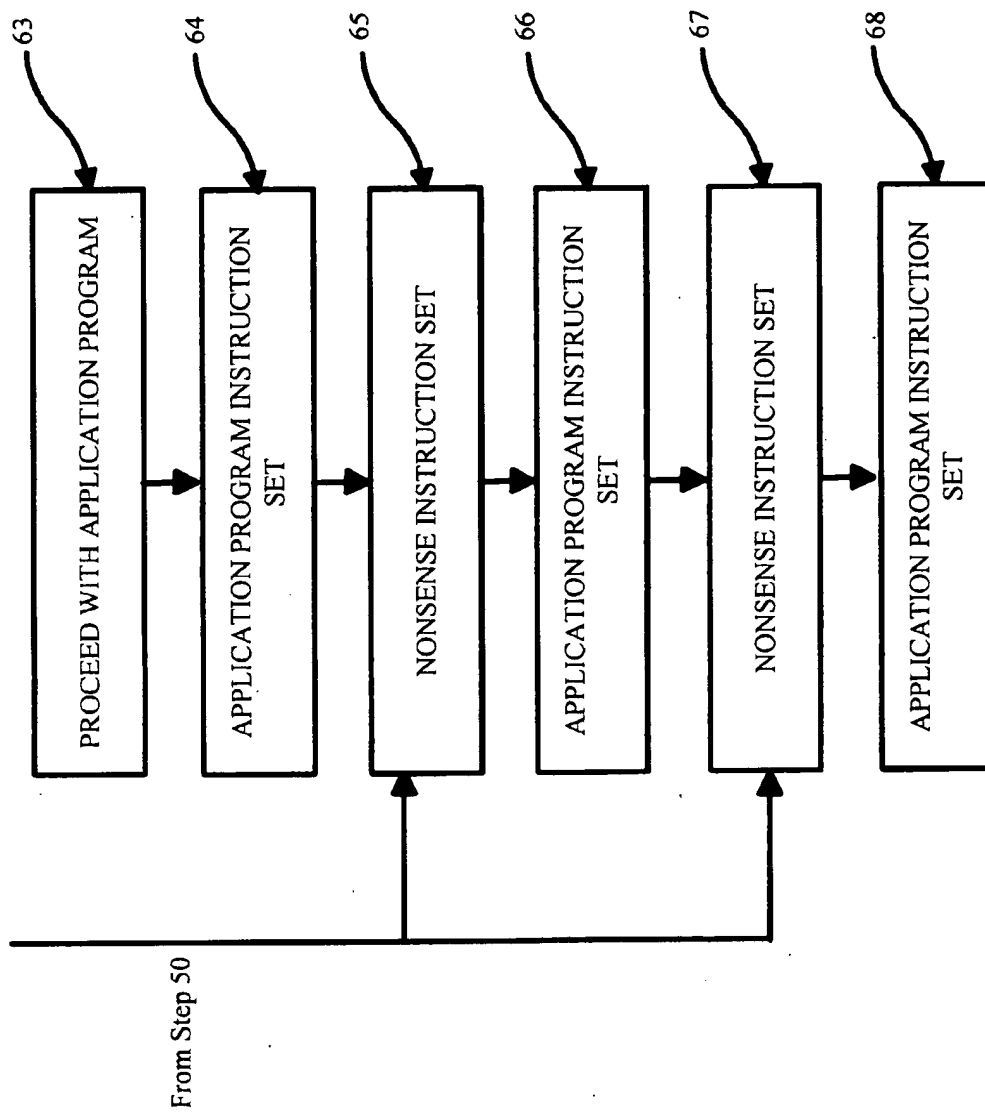 63
PROCEED WITH APPLICATION PROGRAM
64
APPLICATION PROGRAM INSTRUCTION
SET
65
NONSENSE INSTRUCTION SET
66
APPLICATION PROGRAM INSTRUCTION
SET
67
NONSENSE INSTRUCTION SET
68
APPLICATION PROGRAM INSTRUCTION
SET
From Step 50